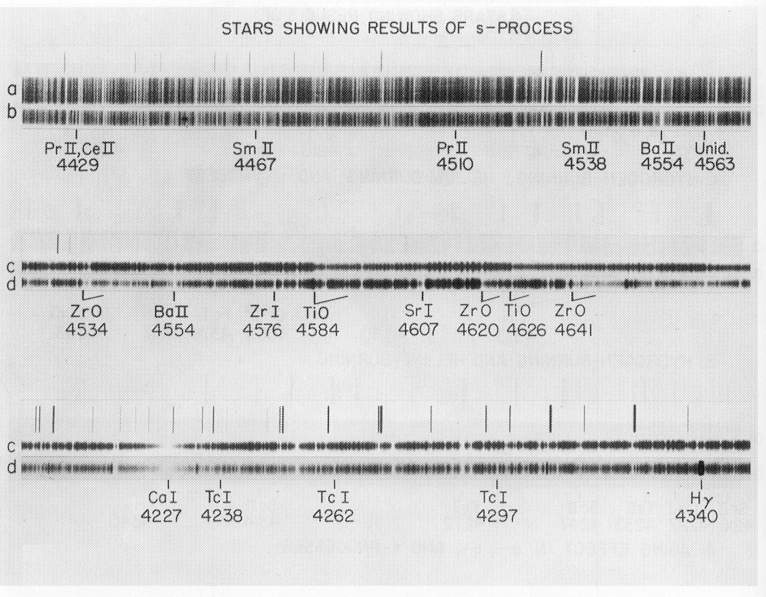 STARS SHOWING RESULTS OF s-PROCESS
a
b
Pr II, Ce II Sm II Pr II Sm II Ba II Unid.
4429 4467 4510 4538 4554 4563
c
d
ZrO Ba II Zr I TiO Sr I ZrO TiO ZrO
4534 4554 4576 4584 4607 4620 4626 4641
c
d
Ca I Tc I Tc I Tc I Hγ
4227 4238 4262 4297 4340